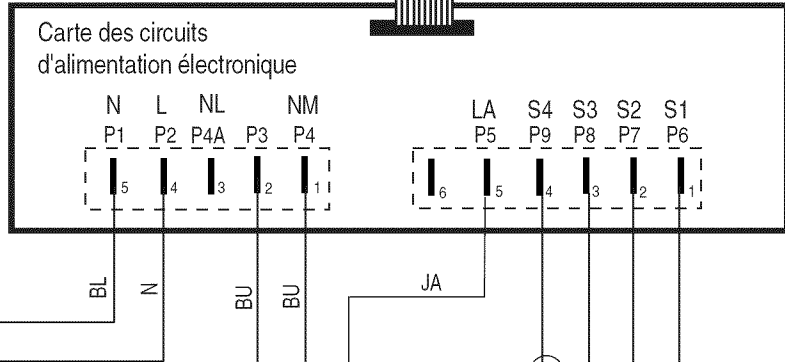 Carte des circuits
d'alimentation électronique
N L NL NM LA S4 S3 S2 S1
P1 P2 P4A P3 P4 P5 P9 P8 P7 P6
5 4 3 2 1 6 5 4 3 2 1
BL N BU BU JA